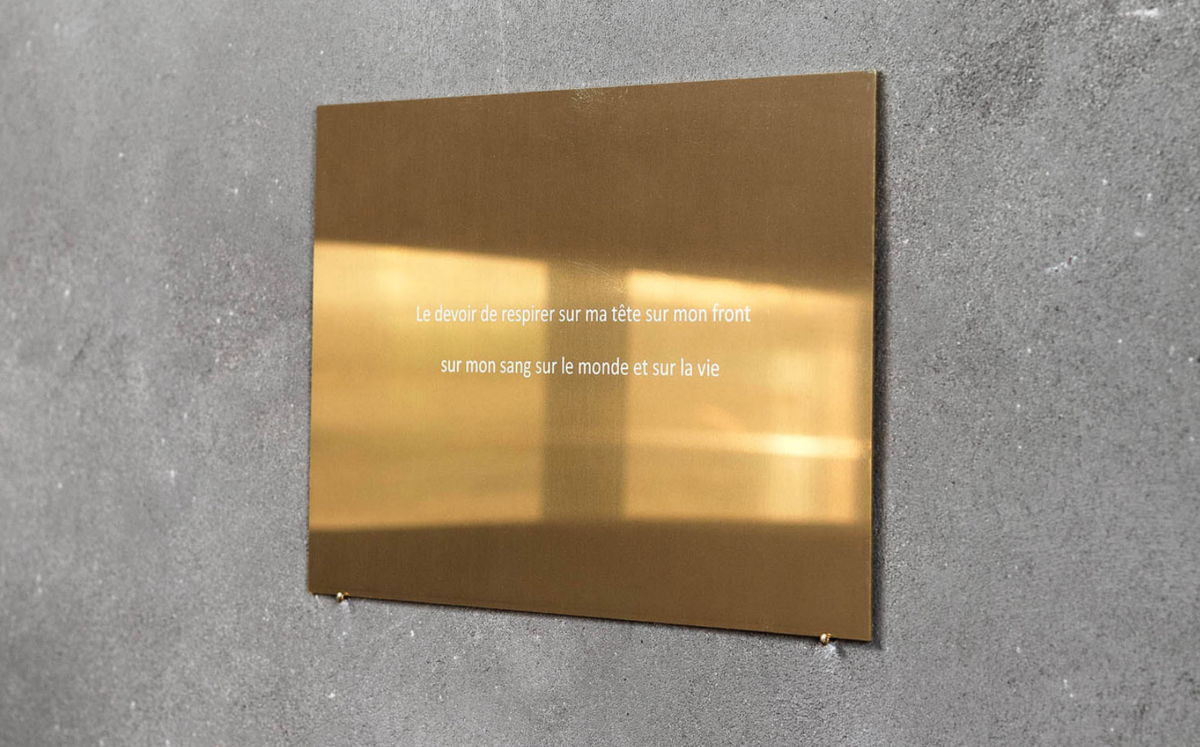 Le devoir de respirer sur ma tête sur mon front
sur mon sang sur le monde et sur la vie